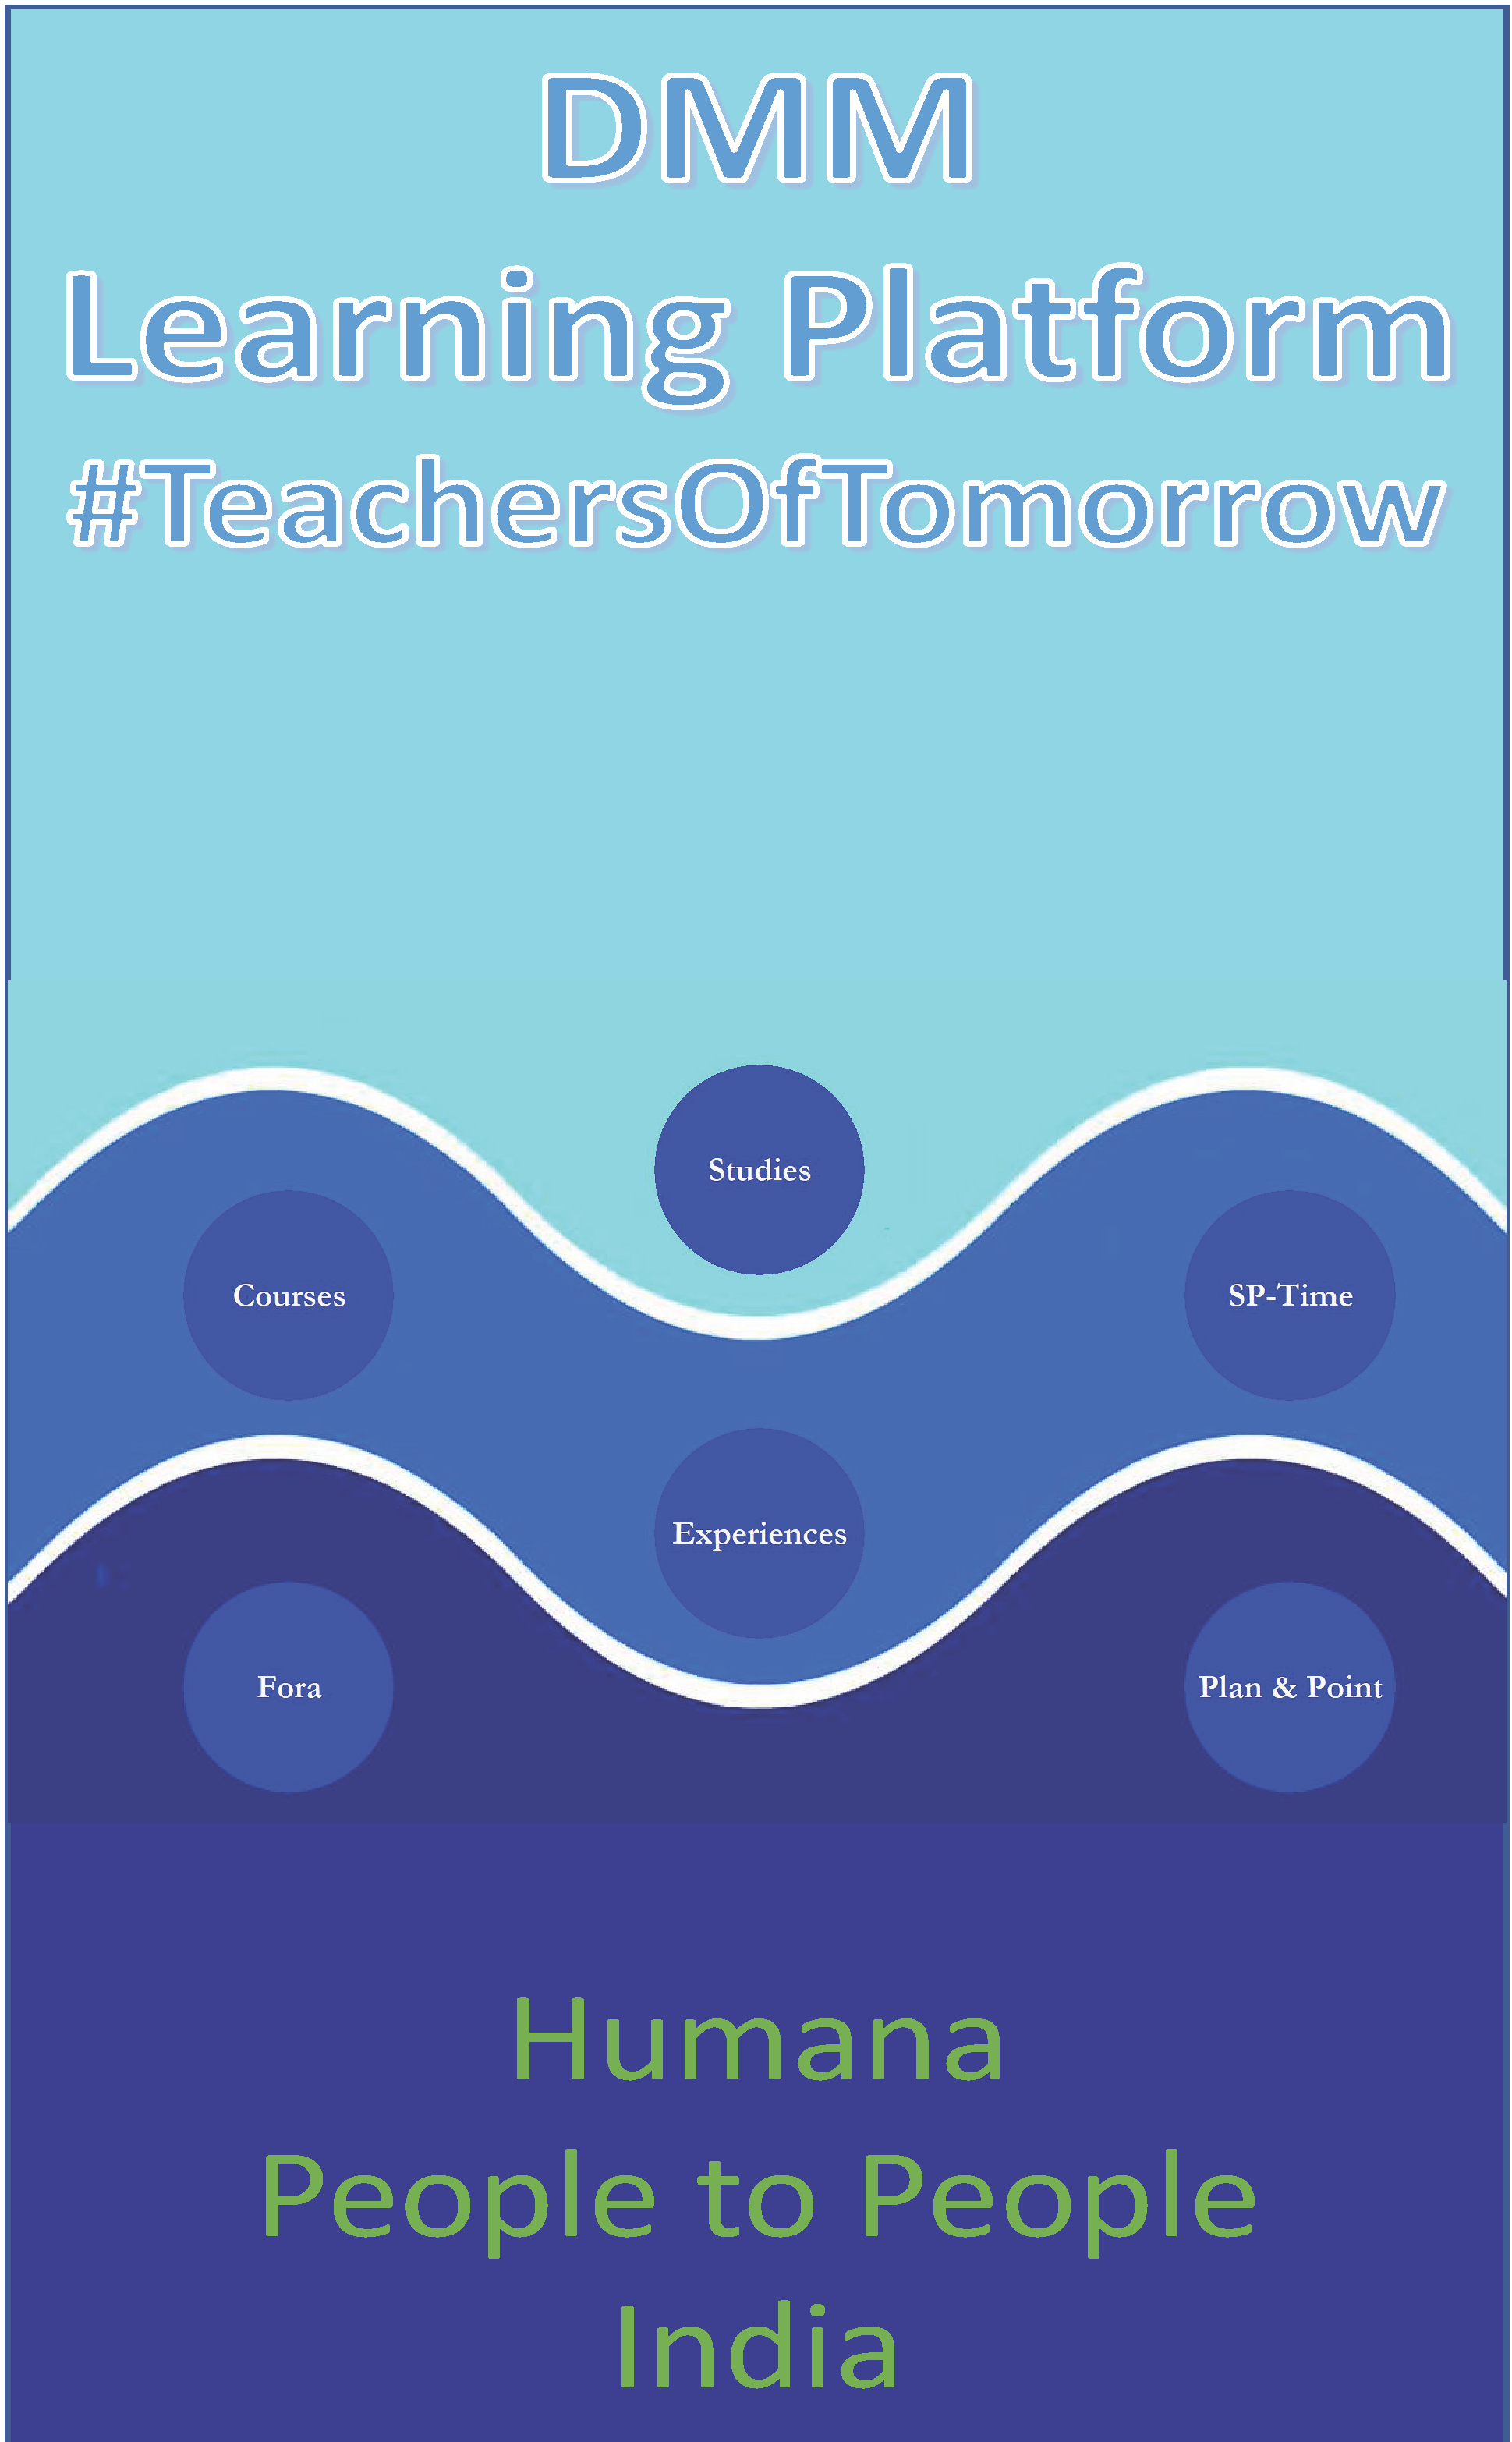 DMM
Learning Platform
#TeachersOfTomorrow
Studies
Courses
SP-Time
Experiences
Fora
Plan & Point
Humana
People to People
India